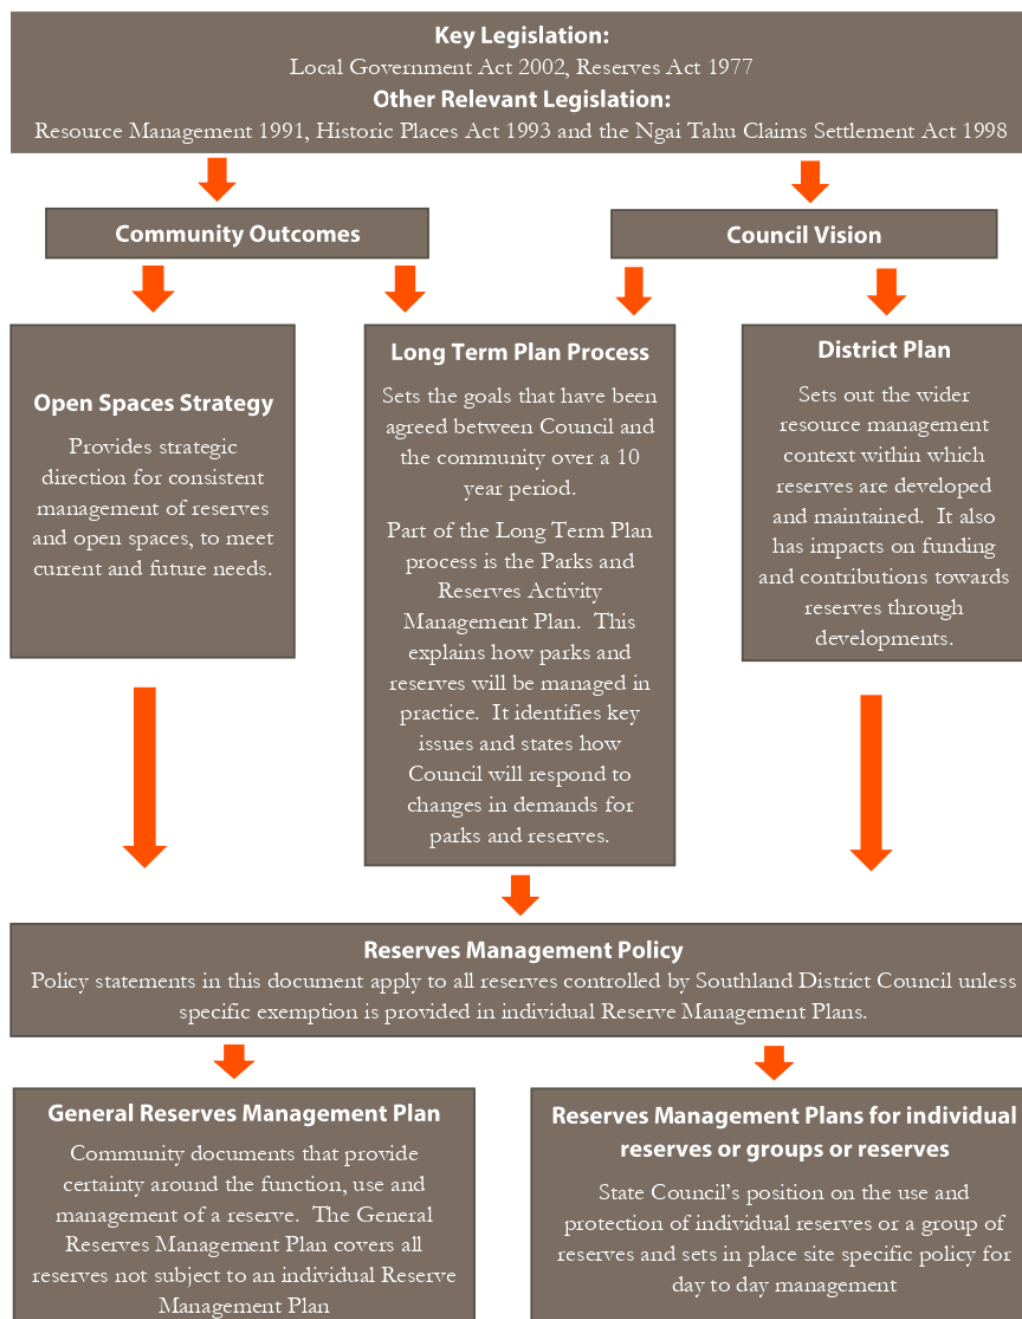 Key Legislation:
Local Government Act 2002, Reserves Act 1977
Other Relevant Legislation:
Resource Management 1991, Historic Places Act 1993 and the Ngai Tahu Claims Settlement Act 1998
Community Outcomes
Council Vision
Open Spaces Strategy
Provides strategic
direction for consistent
management of reserves
and open spaces, to meet
current and future needs.
Long Term Plan Process
Sets the goals that have been
agreed between Council and
the community over a 10
year period.
Part of the Long Term Plan
process is the Parks and
Reserves Activity
Management Plan.  This
explains how parks and
reserves will be managed in
practice.  It identifies key
issues and states how
Council will respond to
changes in demands for
parks and reserves.
District Plan
Sets out the wider
resource management
context within which
reserves are developed
and maintained.  It also
has impacts on funding
and contributions towards
reserves through
developments.
Reserves Management Policy
Policy statements in this document apply to all reserves controlled by Southland District Council unless
specific exemption is provided in individual Reserve Management Plans.
General Reserves Management Plan
Community documents that provide
certainty around the function, use and
management of a reserve.  The General
Reserves Management Plan covers all
reserves not subject to an individual Reserve
Management Plan
Reserves Management Plans for individual
reserves or groups or reserves
State Council's position on the use and
protection of individual reserves or a group of
reserves and sets in place site specific policy for
day to day management